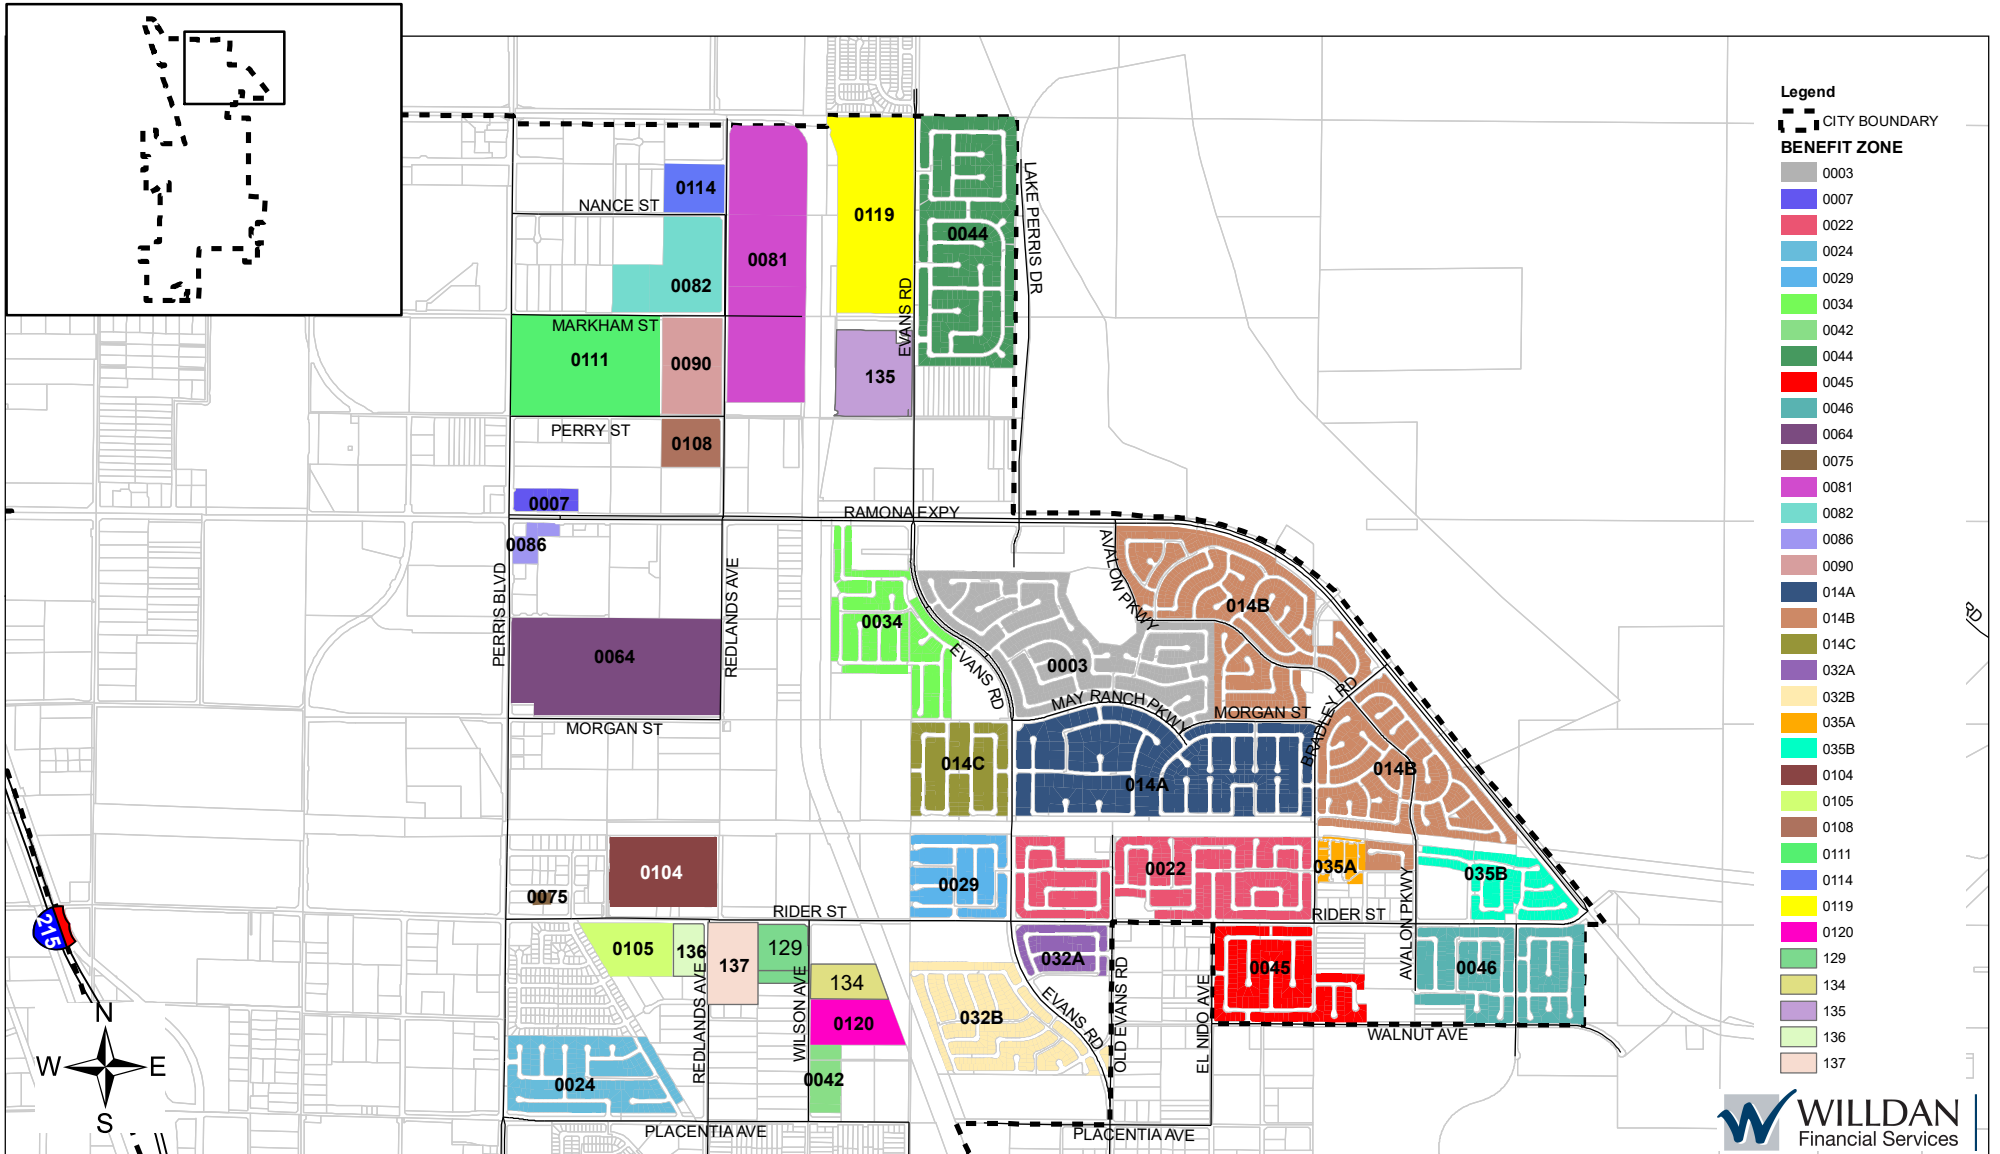 Legend
CITY BOUNDARY
BENEFIT ZONE
0003
0007
0022
0024
0029
0034
0042
0044
0045
0046
0064
0075
0081
0082
0086
0090
014A
014B
014C
032A
032B
035A
035B
0104
0105
0108
0111
0114
0119
0120
129
134
135
136
137
0114
NANCE ST
0119
0044
LAKE PERRIS DR
0081
0082
EVANS RD
MARKHAM ST
0111
0090
135
PERRY ST
0108
0007
RAMONA EXPY
0086
AVALON PKWY
014B
PERRIS BLVD
REDLANDS AVE
0034
0064
EVANS RD
0003
MAY RANCH PKWY
MORGAN ST
BRADLEY RD
RD
MORGAN ST
014C
014A
014B
0104
0029
0022
035A
035B
0075
RIDER ST
RIDER ST
AVALON PKWY
215
0105
136
137
129
134
032A
0045
0046
REDLANDS AVE
WILSON AVE
0120
032B
EVANS RD
OLD EVANS RD
EL NIDO AVE
WALNUT AVE
N
W
E
S
0024
0042
PLACENTIA AVE
PLACENTIA AVE
WILLDAN
Financial Services